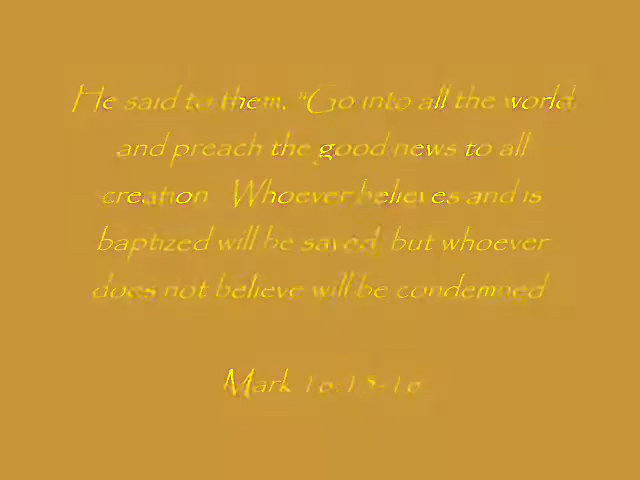 He said to them, "Go into all the world
and preach the good news to all
creation. Whoever believes and is
baptized will be saved, but whoever
does not believe will be condemned
Mark 16:15-16